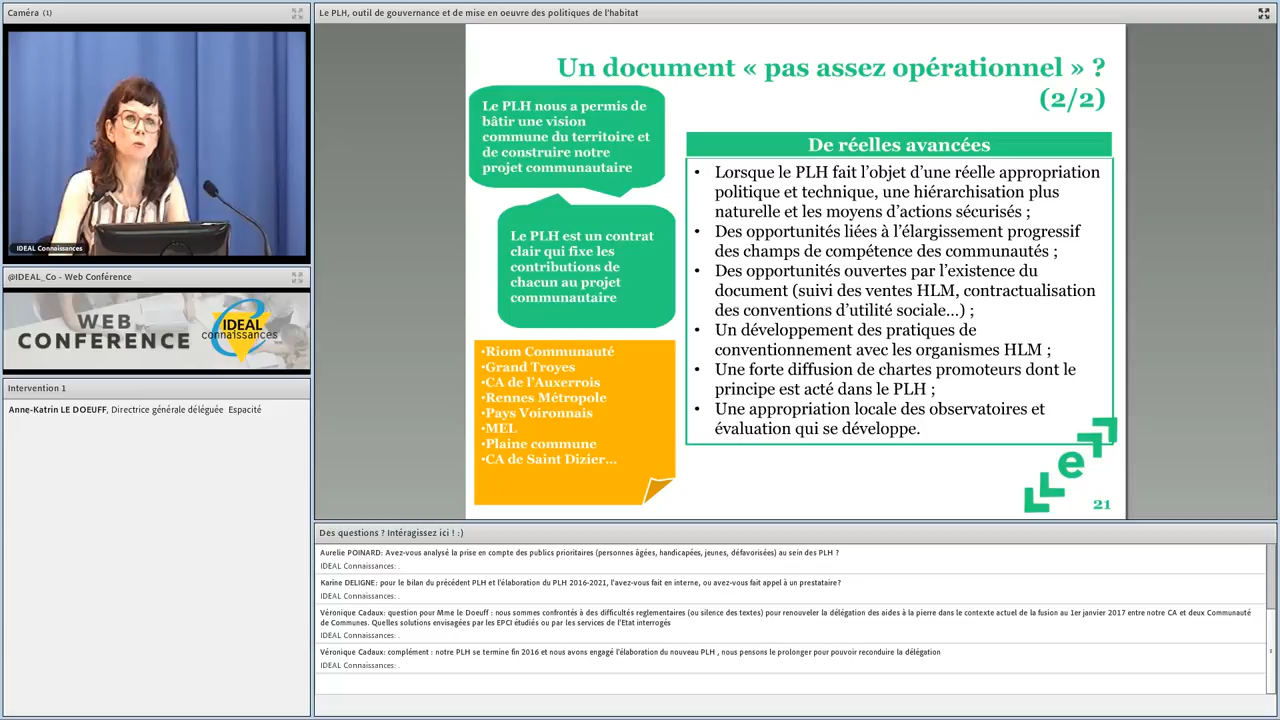 Caméra (1)
IDEAL Connaissances
@IDEAL_Co - Web Conférence
WEB
CONFERENCE
IDEAL
connaissances
Intervention 1
Anne-Katrin LE DOEUFF, Directrice générale déléguée Espacité
Le PLH, outil de gouvernance et de mise en oeuvre des politiques de l'habitat
Un document « pas assez opérationnel » ?
(2/2)
Le PLH nous a permis de
bâtir une vision
commune du territoire et
de construire notre
projet communautaire
Le PLH est un contrat
clair qui fixe les
contributions de
chacun au projet
communautaire
•Riom Communauté
•Grand Troyes
•CA de l'Auxerrois
•Rennes Métropole
•Pays Voironnais
•MEL
•Plaine commune
•CA de Saint Dizier...
De réelles avancées
• Lorsque le PLH fait l'objet d'une réelle appropriation
politique et technique, une hiérarchisation plus
naturelle et les moyens d'actions sécurisés ;
• Des opportunités liées à l'élargissement progressif
des champs de compétence des communautés ;
• Des opportunités ouvertes par l'existence du
document (suivi des ventes HLM, contractualisation
des conventions d'utilité sociale...) ;
• Un développement des pratiques de
conventionnement avec les organismes HLM ;
• Une forte diffusion de chartes promoteurs dont le
principe est acté dans le PLH ;
• Une appropriation locale des observatoires et
évaluation qui se développe.
e
21
Des questions ? Intéragissez ici ! :)
Aurelie POINARD: Avez-vous analysé la prise en compte des publics prioritaires (personnes âgées, handicapées, jeunes, défavorisées) au sein des PLH ?
IDEAL Connaissances: .
Karine DELIGNE: pour le bilan du précédent PLH et l'élaboration du PLH 2016-2021, l'avez-vous fait en interne, ou avez-vous fait appel à un prestataire?
IDEAL Connaissances: .
Véronique Cadaux: question pour Mme le Doeuff : nous sommes confrontés à des difficultés reglementaires (ou silence des textes) pour renouveler la délégation des aides à la pierre dans le contexte actuel de la fusion au 1er janvier 2017 entre notre CA et deux Communauté
de Communes. Quelles solutions envisagées par les EPCI étudiés ou par les services de l'Etat interrogés
IDEAL Connaissances: .
Véronique Cadaux: complément : notre PLH se termine fin 2016 et nous avons engagé l'élaboration du nouveau PLH , nous pensons le prolonger pour pouvoir reconduire la délégation
IDEAL Connaissances: .